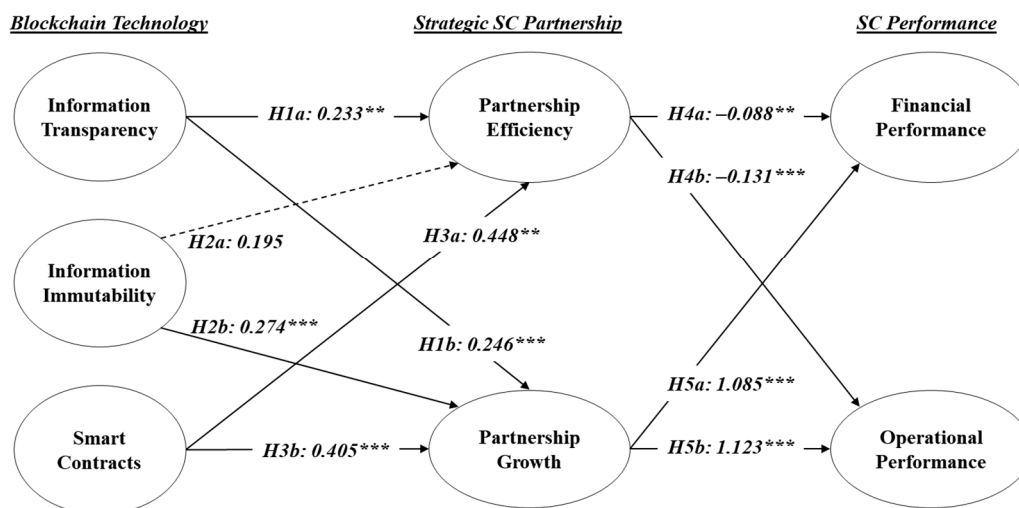 Blockchain Technology
Strategic SC Partnership
SC Performance
Information
Transparency
H1a: 0.233**
Partnership
Efficiency
H4a: –0.088**
Financial
Performance
H4b: –0.131***
H2a: 0.195
H3a: 0.448**
Information
Immutability
H2b: 0.274***
H1b: 0.246***
H5a: 1.085***
Smart
Contracts
H3b: 0.405***
Partnership
Growth
H5b: 1.123***
Operational
Performance